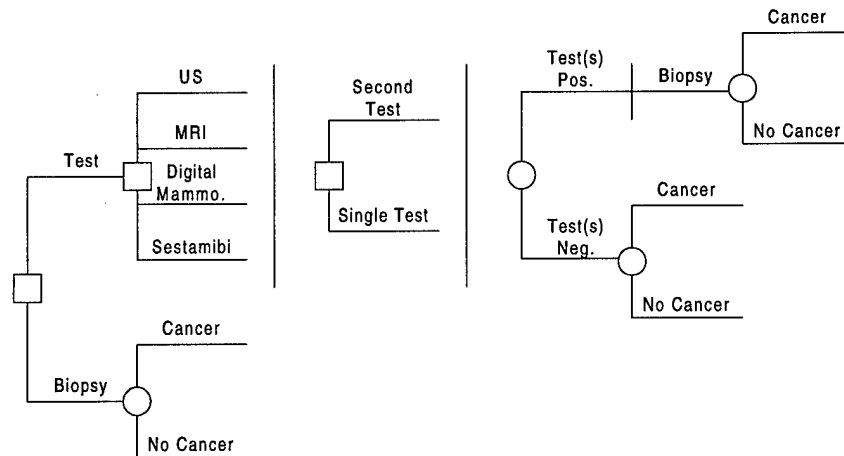 US
MRI
Test
Digital
Mammo.
Sestamibi
Biopsy
Cancer
No Cancer
Second
Test
Single Test
Test(s)
Pos.
Biopsy
Cancer
No Cancer
Test(s)
Neg.
Cancer
No Cancer